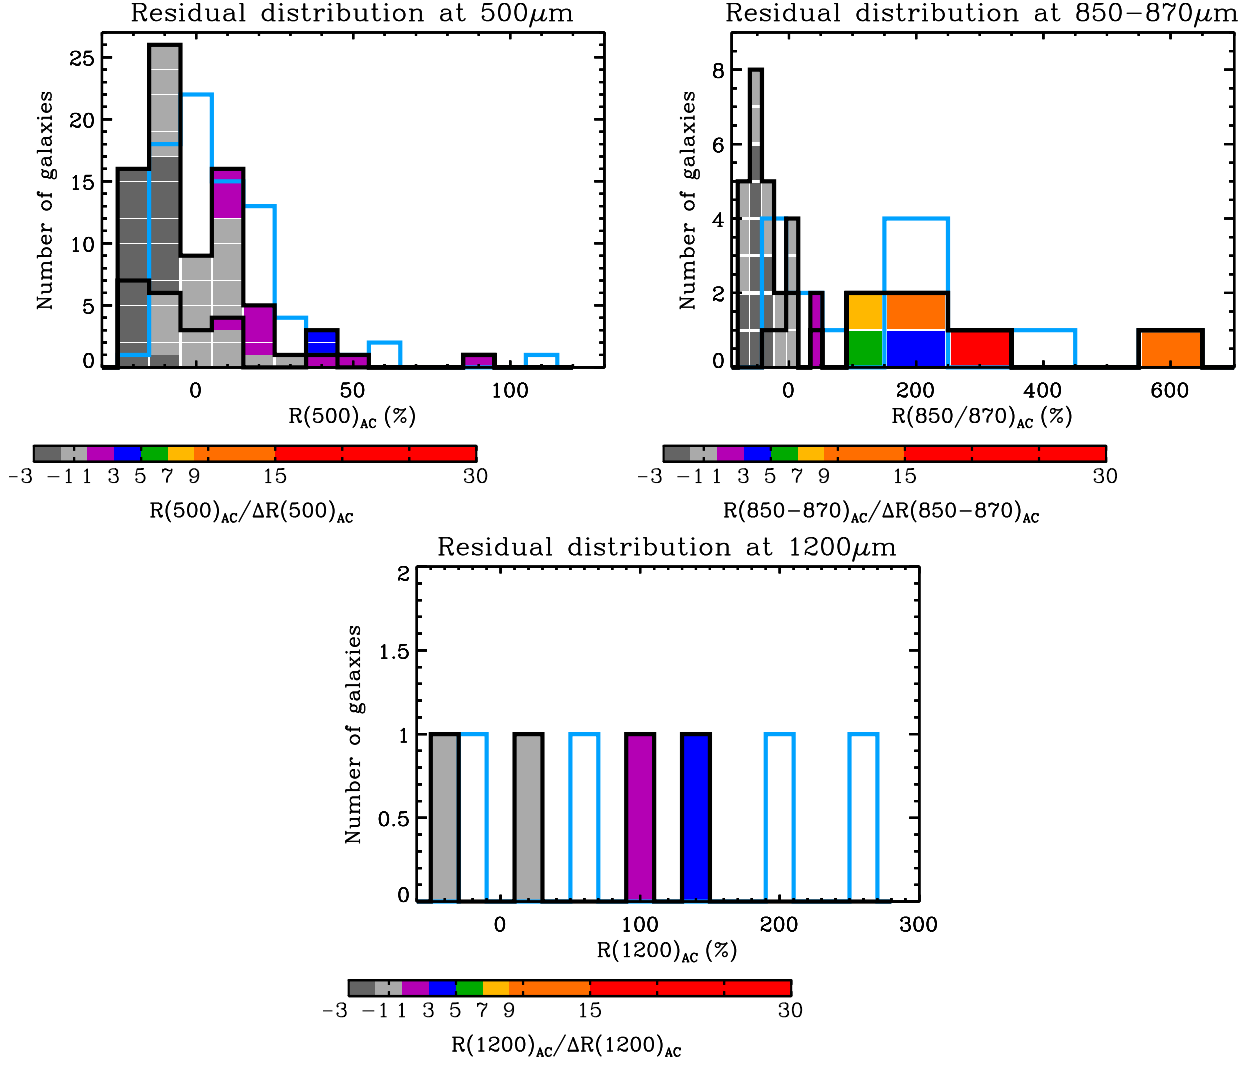 Residual distribution at 500μm
Number of galaxies
25
20
15
10
5
0
0 50 100
R(500)AC (%)
-3 -1 1 3 5 7 9 15 30
R(500)AC/ΔR(500)AC
Residual distribution at 850-870μm
Number of galaxies
8
6
4
2
0
0 200 400 600
R(850/870)AC (%)
-3 -1 1 3 5 7 9 15 30
R(850-870)AC/ΔR(850-870)AC
Residual distribution at 1200μm
Number of galaxies
2
1.5
1
0.5
0
0 100 200 300
R(1200)AC (%)
-3 -1 1 3 5 7 9 15 30
R(1200)AC/ΔR(1200)AC